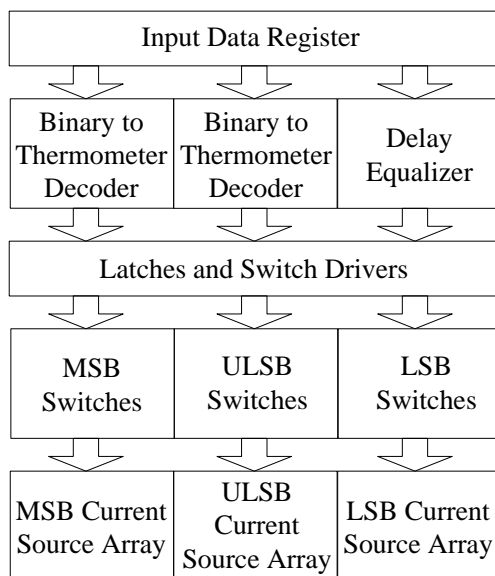 Input Data Register
Binary to
Thermometer
Decoder
Binary to
Thermometer
Decoder
Delay
Equalizer
Latches and Switch Drivers
MSB
Switches
ULSB
Switches
LSB
Switches
MSB Current
Source Array
ULSB
Current
Source Array
LSB Current
Source Array